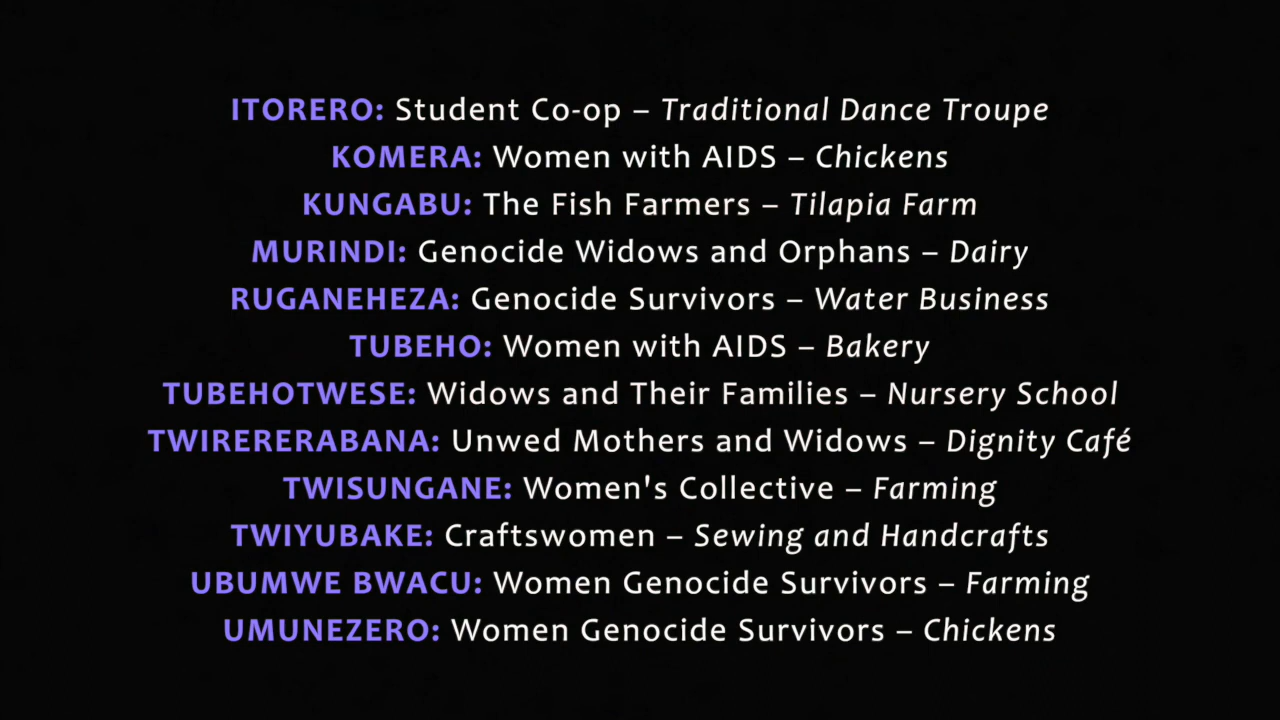 ITORERO: Student Co-op – Traditional Dance Troupe
KOMERA: Women with AIDS – Chickens
KUNGABU: The Fish Farmers – Tilapia Farm
MURINDI: Genocide Widows and Orphans – Dairy
RUGANEHEZA: Genocide Survivors – Water Business
TUBEHO: Women with AIDS – Bakery
TUBEHOTWESE: Widows and Their Families – Nursery School
TWIRERERABANA: Unwed Mothers and Widows – Dignity Café
TWISUNGANE: Women's Collective – Farming
TWIYUBAKE: Craftswomen – Sewing and Handcrafts
UBUMWE BWACU: Women Genocide Survivors – Farming
UMUNEZERO: Women Genocide Survivors – Chickens